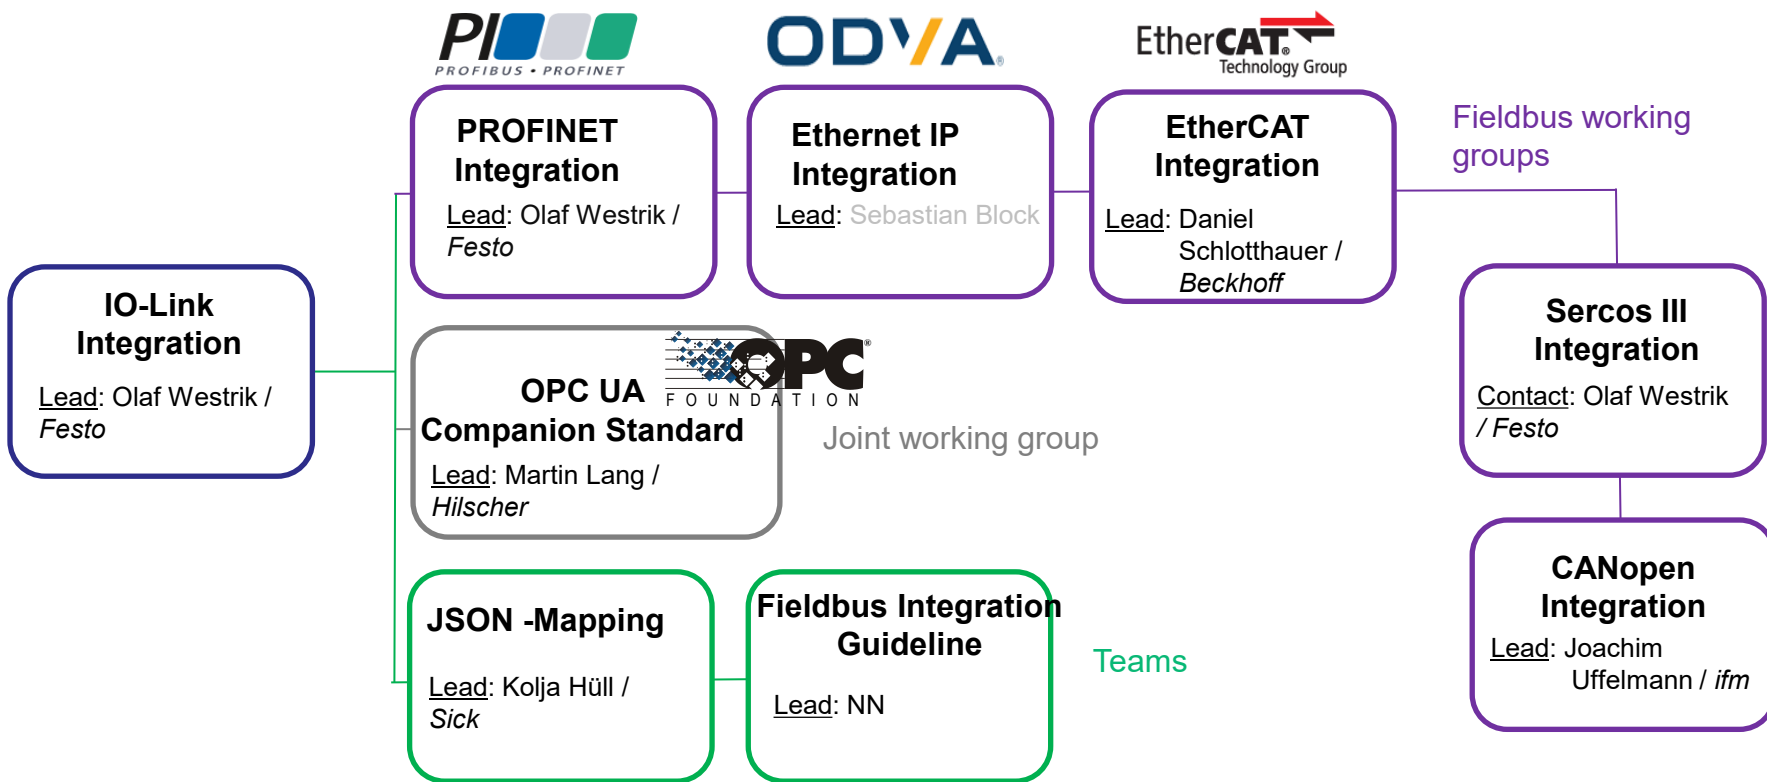 PI
PROFIBUS • PROFINET
ODVA®
EtherCAT®
Technology Group
PROFINET
Integration
Lead: Olaf Westrik /
Festo
Ethernet IP
Integration
Lead: Sebastian Block
EtherCAT
Integration
Lead: Daniel
Schlotthauer /
Beckhoff
Fieldbus working
groups
IO-Link
Integration
Lead: Olaf Westrik /
Festo
OPC®
FOUNDATION
OPC UA
Companion Standard
Lead: Martin Lang /
Hilscher
Joint working group
Sercos III
Integration
Contact: Olaf Westrik
/ Festo
JSON -Mapping
Lead: Kolja Hüll /
Sick
Fieldbus Integration
Guideline
Lead: NN
Teams
CANopen
Integration
Lead: Joachim
Uffelmann / ifm